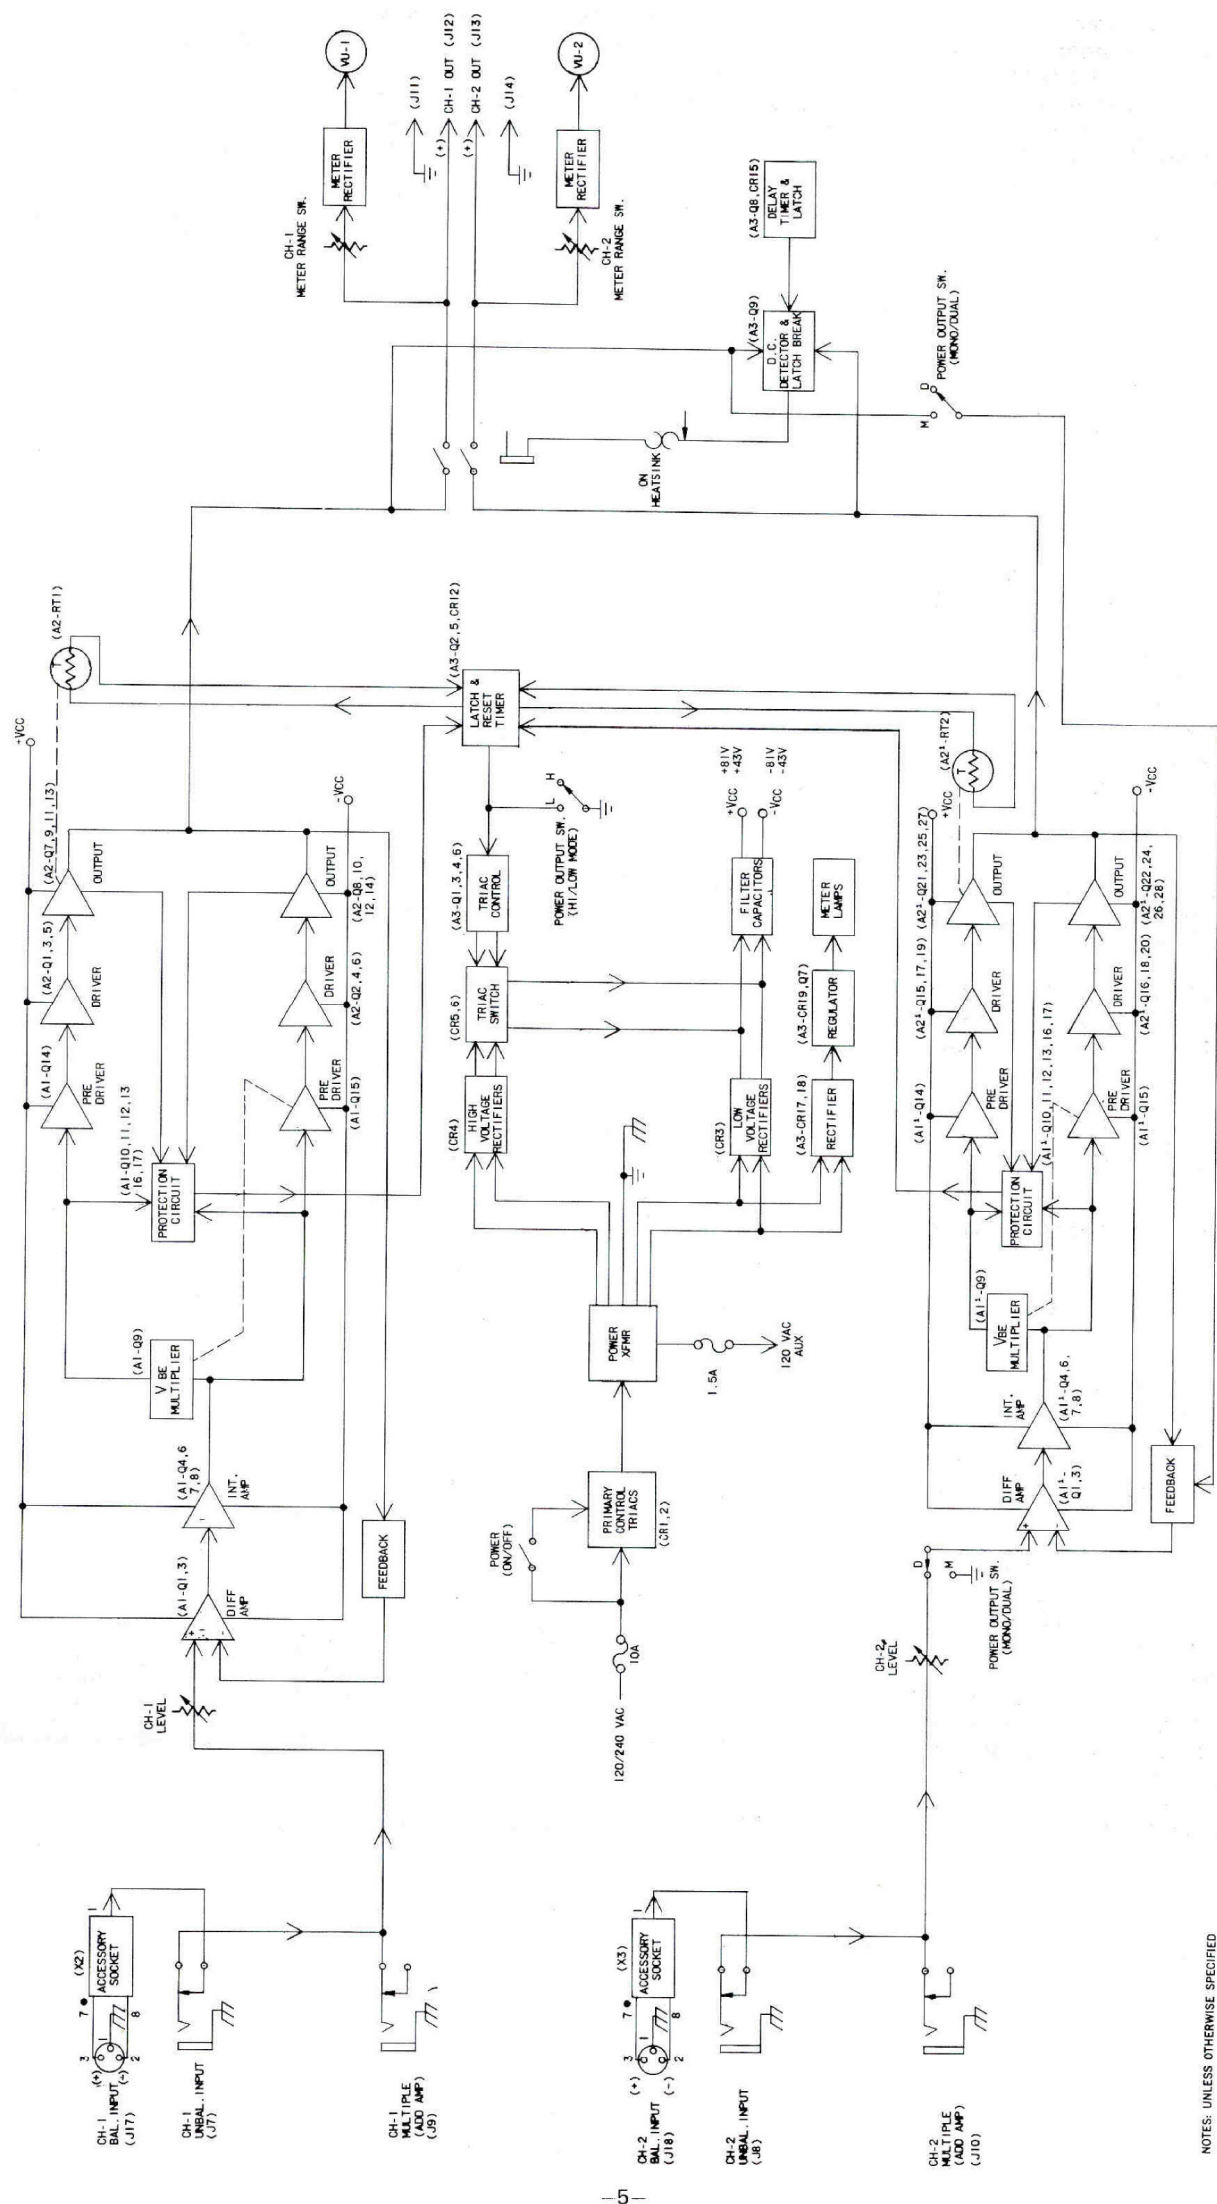 CH-1
BAL. INPUT
(J17)
(+)
3
1
(-)
2
7
8
(X2)
ACCESSORY
SOCKET
1
CH-1
UNBAL. INPUT
(J7)
CH-1
MULTIPLE
(ADD AMP)
(J9)
CH-1
LEVEL
+
-
DIFF
AMP
(A1-Q1,3)
INT.
AMP
(A1-Q4,6
7,8)
-
FEEDBACK
V BE
MULTIPLIER
(A1-Q9)
PROTECTION
CIRCUIT
(A1-Q10,11,12,13
16,17)
(A1-Q14)
PRE
DRIVER
(A2-Q1,3,5)
DRIVER
(A2-Q7,9,11,13)
OUTPUT
PRE
DRIVER
(A1-Q15)
DRIVER
(A2-Q2,4,6)
OUTPUT
(A2-Q8,10,
12,14)
+VCC
-VCC
T
(A2-RT1)
CH-1
METER RANGE SW.
METER
RECTIFIER
VU-1
(J11)
(+)
CH-1 OUT (J12)
CH-2 OUT (J13)
(+)
(J14)
CH-2
METER RANGE SW.
METER
RECTIFIER
VU-2
120/240 VAC
10A
POWER
(ON/OFF)
PRIMARY
CONTROL
TRIACS
(CR1,2)
POWER
XFMR
1.5A
120 VAC
AUX
(CR4)
HIGH
VOLTAGE
RECTIFIERS
(CR5,6)
TRIAC
SWITCH
(A3-Q1,3,4,6)
TRIAC
CONTROL
LATCH &
RESET
TIMER
(A3-Q2,5,CR12)
POWER OUTPUT SW.
(HI/LOW MODE)
L
H
(CR3)
LOW
VOLTAGE
RECTIFIERS
FILTER
CAPACITORS
+VCC
+81V
+43V
-VCC
-81V
-43V
(A3-CR17,18)
RECTIFIER
(A3-CR19,Q7)
REGULATOR
METER
LAMPS
ON
HEATSINK
(A3-Q9)
D.C.
DETECTOR &
LATCH BREAK
(A3-Q8,CR15)
DELAY
TIMER &
LATCH
M
D
POWER OUTPUT SW.
(MONO/DUAL)
CH-2
BAL. INPUT
(J18)
(+)
3
1
(-)
2
7
8
(X3)
ACCESSORY
SOCKET
1
CH-2
UNBAL. INPUT
(J8)
CH-2
MULTIPLE
(ADD AMP)
(J10)
CH-2
LEVEL
D
M
POWER OUTPUT SW.
(MONO/DUAL)
+
-
DIFF
AMP
(A1¹-
Q1,3)
INT.
AMP
(A1¹-Q4,6,
7,8)
FEEDBACK
VBE
MULTIPLIER
(A1¹-Q9)
PROTECTION
CIRCUIT
(A1¹-Q10,11,12,13,16,17)
(A1¹-Q14)
PRE
DRIVER
(A2¹-Q15,17,19)
DRIVER
(A2¹-Q21,23,25,27)
OUTPUT
PRE
DRIVER
(A1¹-Q15)
DRIVER
(A2¹-Q16,18,20)
OUTPUT
(A2¹-Q22,24,
26,28)
+VCC
-VCC
T
(A2¹-RT2)
NOTES: UNLESS OTHERWISE SPECIFIED
—5—